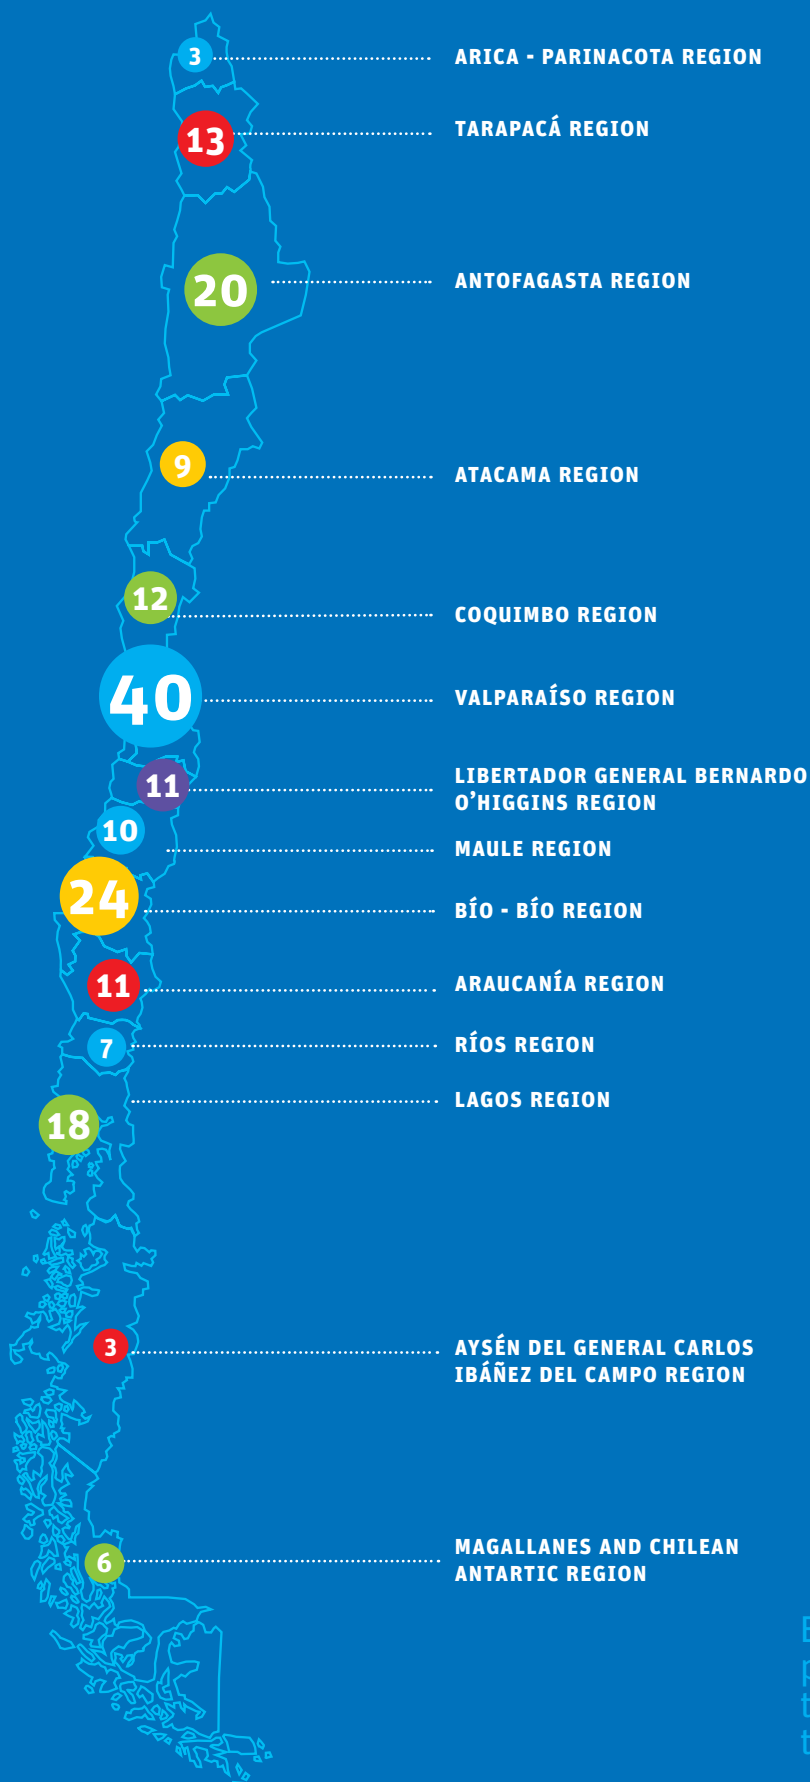 3 ARICA - PARINACOTA REGION
13 TARAPACÁ REGION
20 ANTOFAGASTA REGION
9 ATACAMA REGION
12 COQUIMBO REGION
40 VALPARAÍSO REGION
11 LIBERTADOR GENERAL BERNARDO
O’HIGGINS REGION
10 MAULE REGION
24 BÍO - BÍO REGION
11 ARAUCANÍA REGION
7 RÍOS REGION
18 LAGOS REGION
3 AYSÉN DEL GENERAL CARLOS
IBÁÑEZ DEL CAMPO REGION
6 MAGALLANES AND CHILEAN
ANTARTIC REGION